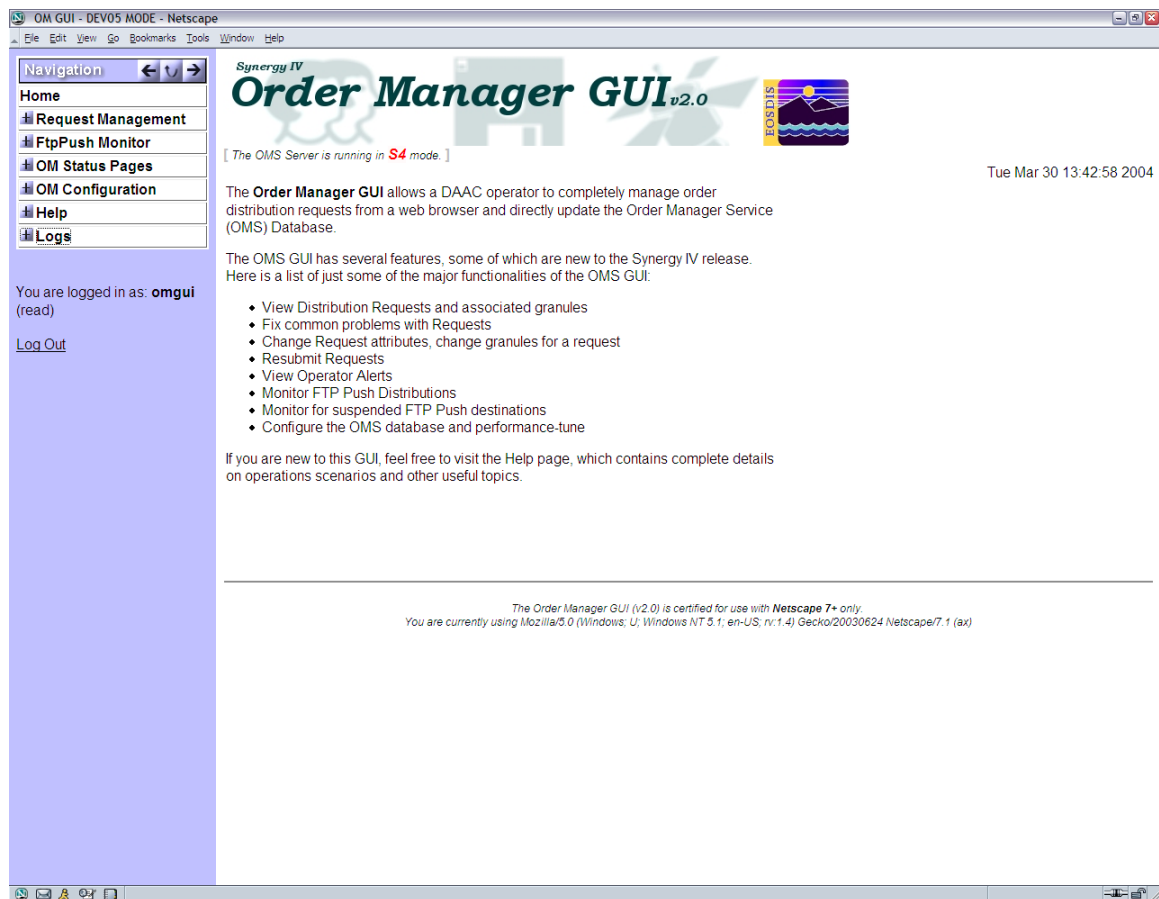 OM GUI - DEV05 MODE - Netscape
File Edit View Go Bookmarks Tools Window Help
Navigation
Home
Request Management
FtpPush Monitor
OM Status Pages
OM Configuration
Help
Logs
You are logged in as: omgui
(read)
Log Out
Synergy IV
Order Manager GUI v2.0
EOSDIS
[ The OMS Server is running in S4 mode. ]
Tue Mar 30 13:42:58 2004
The Order Manager GUI allows a DAAC operator to completely manage order
distribution requests from a web browser and directly update the Order Manager Service
(OMS) Database.
The OMS GUI has several features, some of which are new to the Synergy IV release.
Here is a list of just some of the major functionalities of the OMS GUI:
View Distribution Requests and associated granules
Fix common problems with Requests
Change Request attributes, change granules for a request
Resubmit Requests
View Operator Alerts
Monitor FTP Push Distributions
Monitor for suspended FTP Push destinations
Configure the OMS database and performance-tune
If you are new to this GUI, feel free to visit the Help page, which contains complete details
on operations scenarios and other useful topics.
The Order Manager GUI (v2.0) is certified for use with Netscape 7+ only.
You are currently using Mozilla/5.0 (Windows; U; Windows NT 5.1; en-US; rv:1.4) Gecko/20030624 Netscape/7.1 (ax)